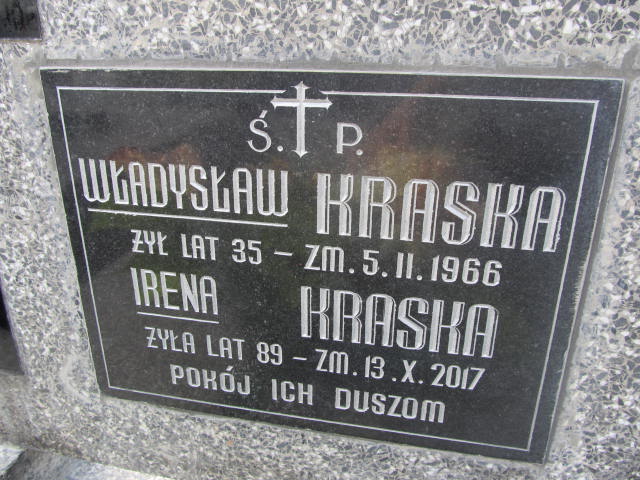 Ś. P.
WŁADYSŁAW KRASKA
ŻYŁ LAT 35 – ZM. 5. II. 1966
IRENA KRASKA
ŻYŁA LAT 89 – ZM. 13. X. 2017
POKÓJ ICH DUSZOM